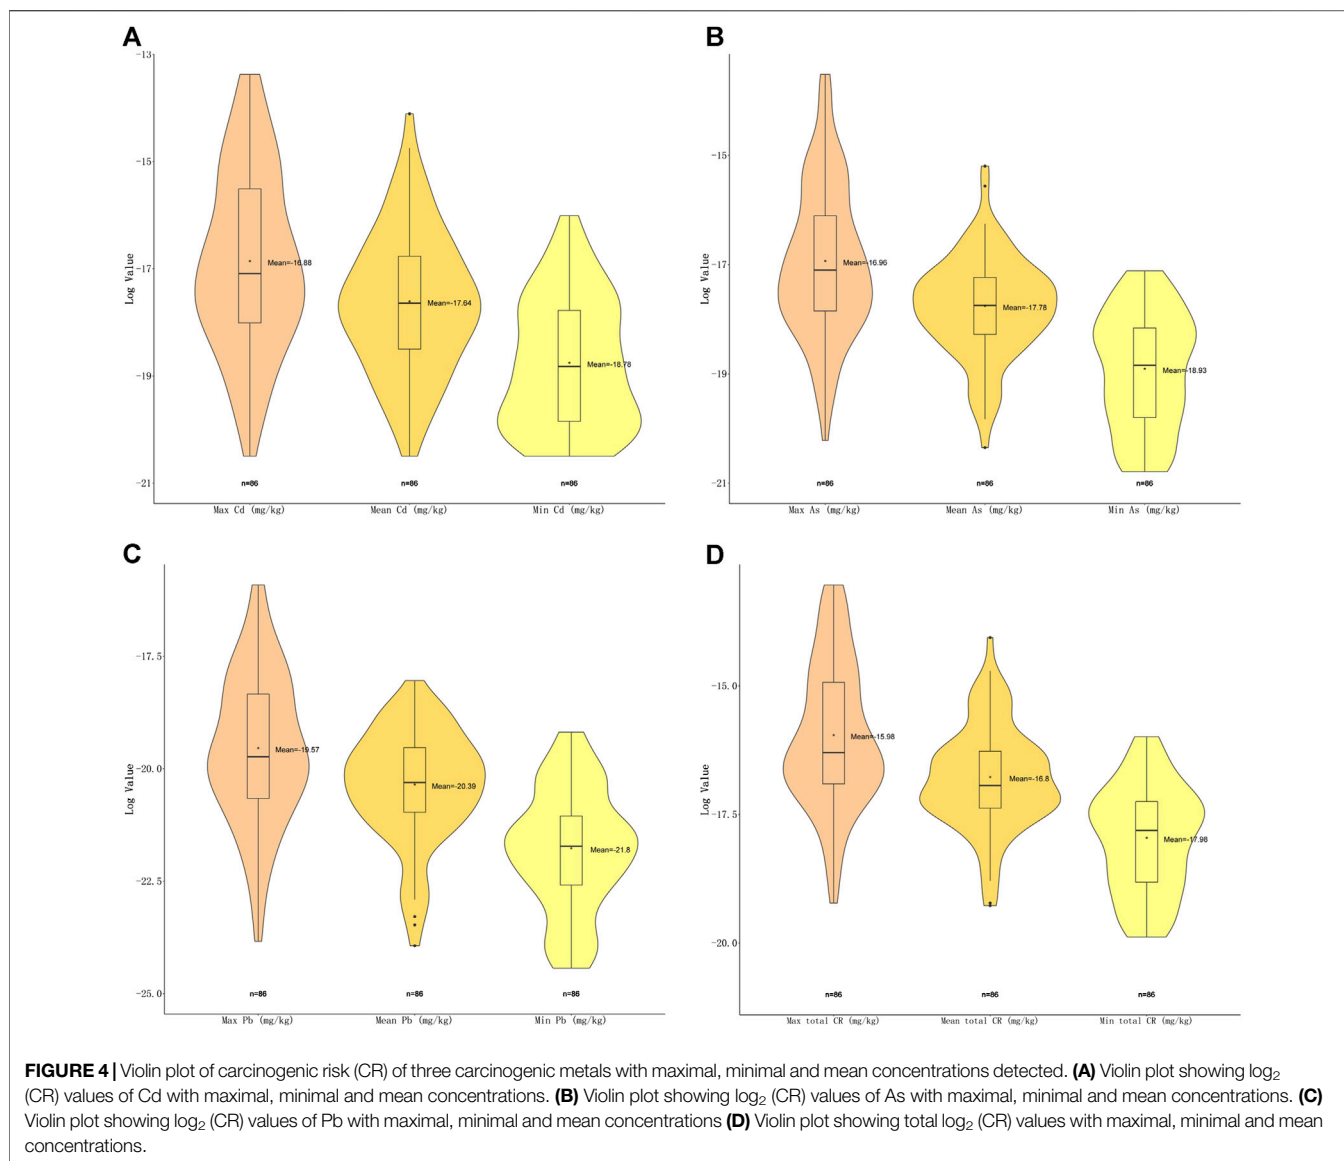 A
-13
-15
-17
-19
-21
Log Value
Mean=-16.88
Mean=-17.64
Mean=-18.78
n=86
n=86
n=86
Max Cd (mg/kg)
Mean Cd (mg/kg)
Min Cd (mg/kg)
B
-15
-17
-19
-21
Log Value
Mean=-16.96
Mean=-17.78
Mean=-18.93
n=86
n=86
n=86
Max As (mg/kg)
Mean As (mg/kg)
Min As (mg/kg)
C
-17.5
-20.0
-22.5
-25.0
Log Value
Mean=-19.57
Mean=-20.39
Mean=-21.8
n=86
n=86
n=86
Max Pb (mg/kg)
Mean Pb (mg/kg)
Min Pb (mg/kg)
D
-15.0
-17.5
-20.0
Log Value
Mean=-15.98
Mean=-16.8
Mean=-17.98
n=86
n=86
n=86
Max total CR (mg/kg)
Mean total CR (mg/kg)
Min total CR (mg/kg)
FIGURE 4 | Violin plot of carcinogenic risk (CR) of three carcinogenic metals with maximal, minimal and mean concentrations detected. (A) Violin plot showing log₂
(CR) values of Cd with maximal, minimal and mean concentrations. (B) Violin plot showing log₂ (CR) values of As with maximal, minimal and mean concentrations. (C)
Violin plot showing log₂ (CR) values of Pb with maximal, minimal and mean concentrations (D) Violin plot showing total log₂ (CR) values with maximal, minimal and mean
concentrations.